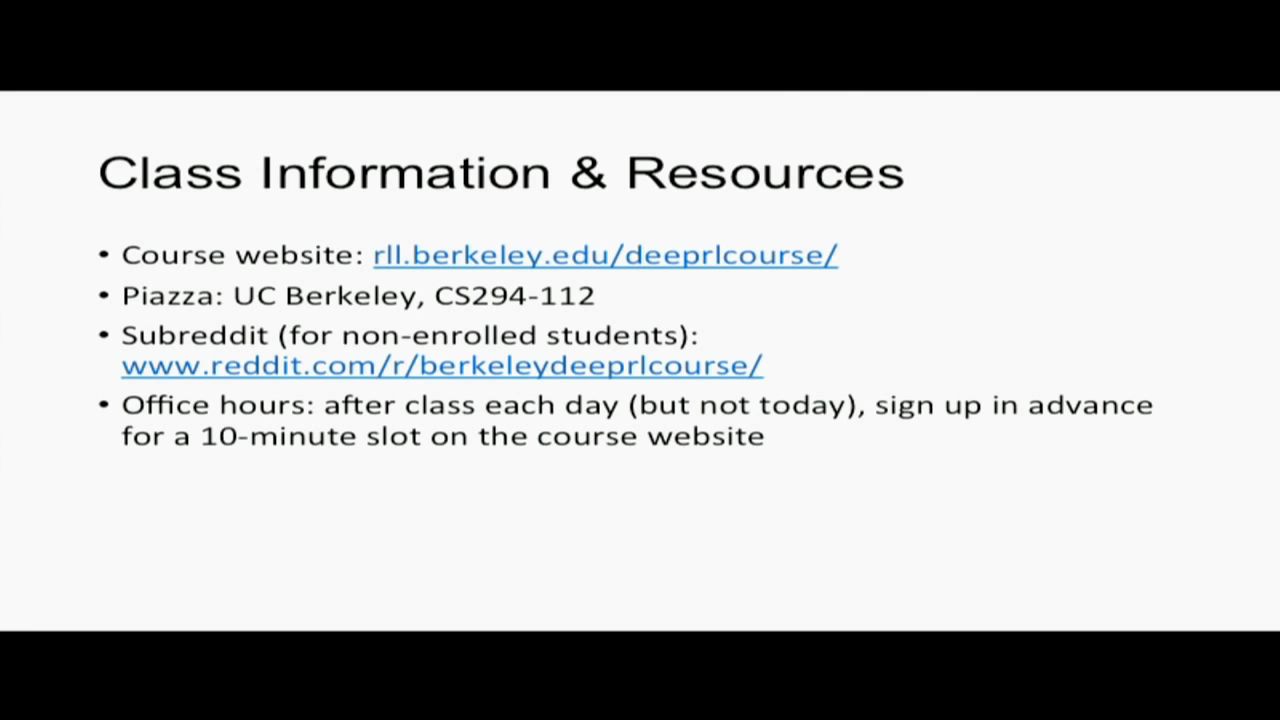 Class Information & Resources
• Course website: rll.berkeley.edu/deeprlcourse/
• Piazza: UC Berkeley, CS294-112
• Subreddit (for non-enrolled students):
www.reddit.com/r/berkeleydeeprlcourse/
• Office hours: after class each day (but not today), sign up in advance
for a 10-minute slot on the course website